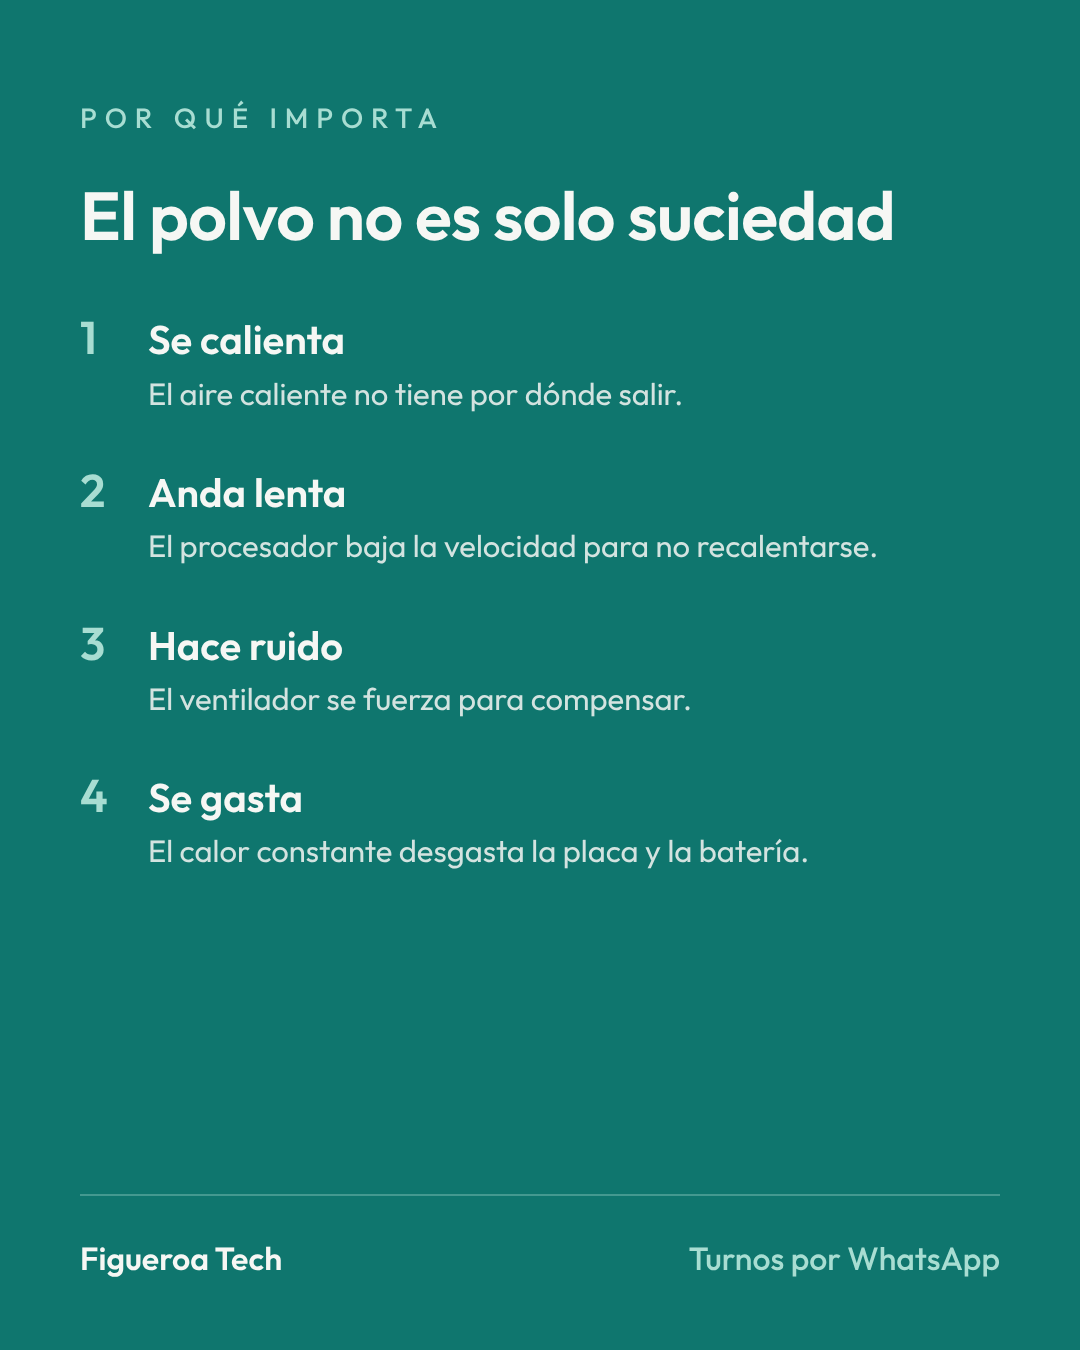 POR QUÉ IMPORTA
El polvo no es solo suciedad
1 Se calienta
El aire caliente no tiene por dónde salir.
2 Anda lenta
El procesador baja la velocidad para no recalentarse.
3 Hace ruido
El ventilador se fuerza para compensar.
4 Se gasta
El calor constante desgasta la placa y la batería.
Figueroa Tech
Turnos por WhatsApp